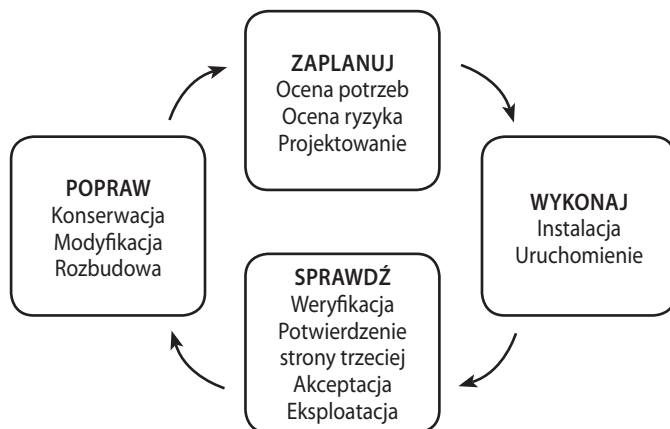 ZAPLANUJ
Ocena potrzeb
Ocena ryzyka
Projektowanie
WYKONAJ
Instalacja
Uruchomienie
SPRAWDŹ
Weryfikacja
Potwierdzenie
strony trzeciej
Akceptacja
Eksploatacja
POPRAW
Konserwacja
Modyfikacja
Rozbudowa